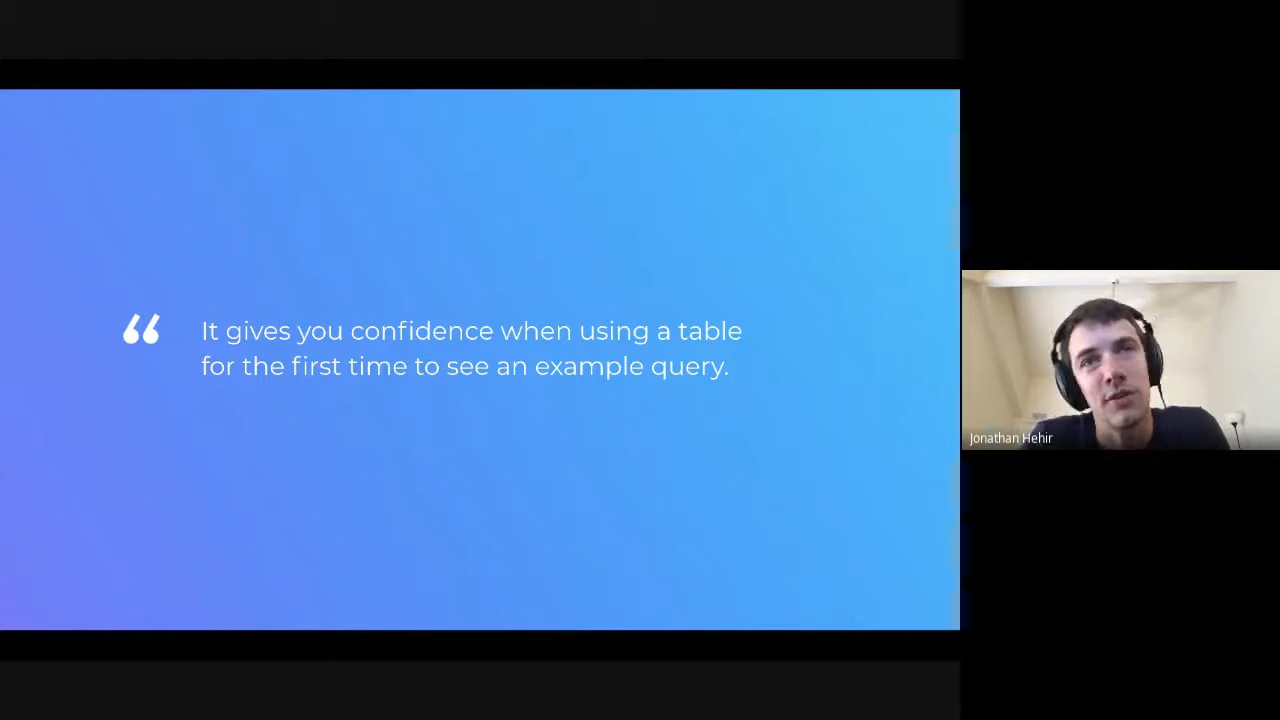 “ It gives you confidence when using a table
for the first time to see an example query.
Jonathan Hehir